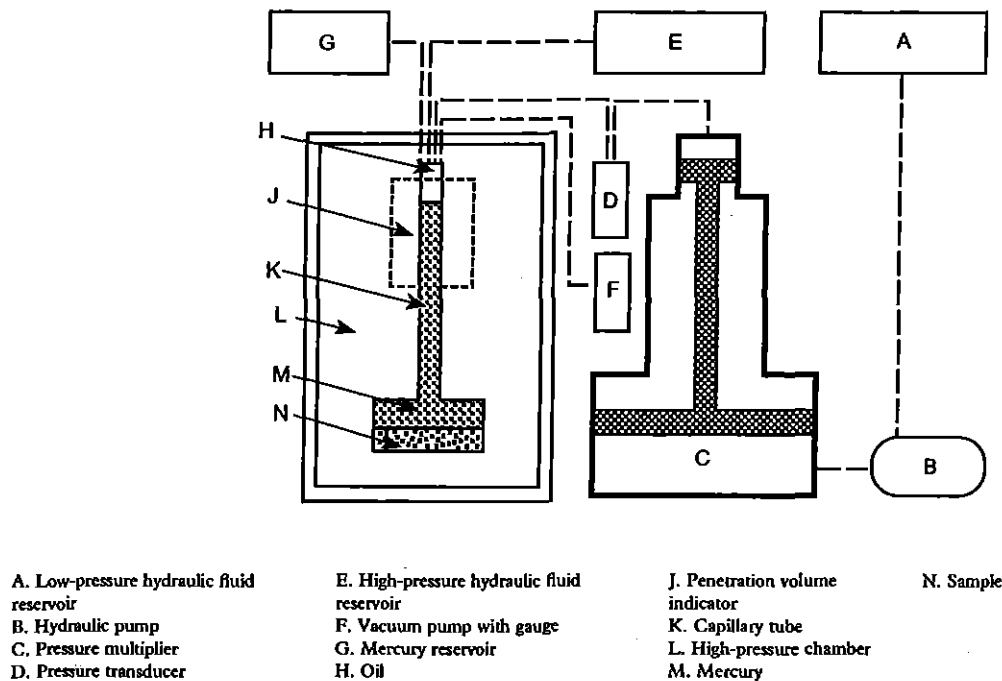 G
E
A
H
J
D
K
F
L
M
N
C
B
A. Low-pressure hydraulic fluid
reservoir
B. Hydraulic pump
C. Pressure multiplier
D. Pressure transducer
E. High-pressure hydraulic fluid
reservoir
F. Vacuum pump with gauge
G. Mercury reservoir
H. Oil
J. Penetration volume
indicator
K. Capillary tube
L. High-pressure chamber
M. Mercury
N. Sample